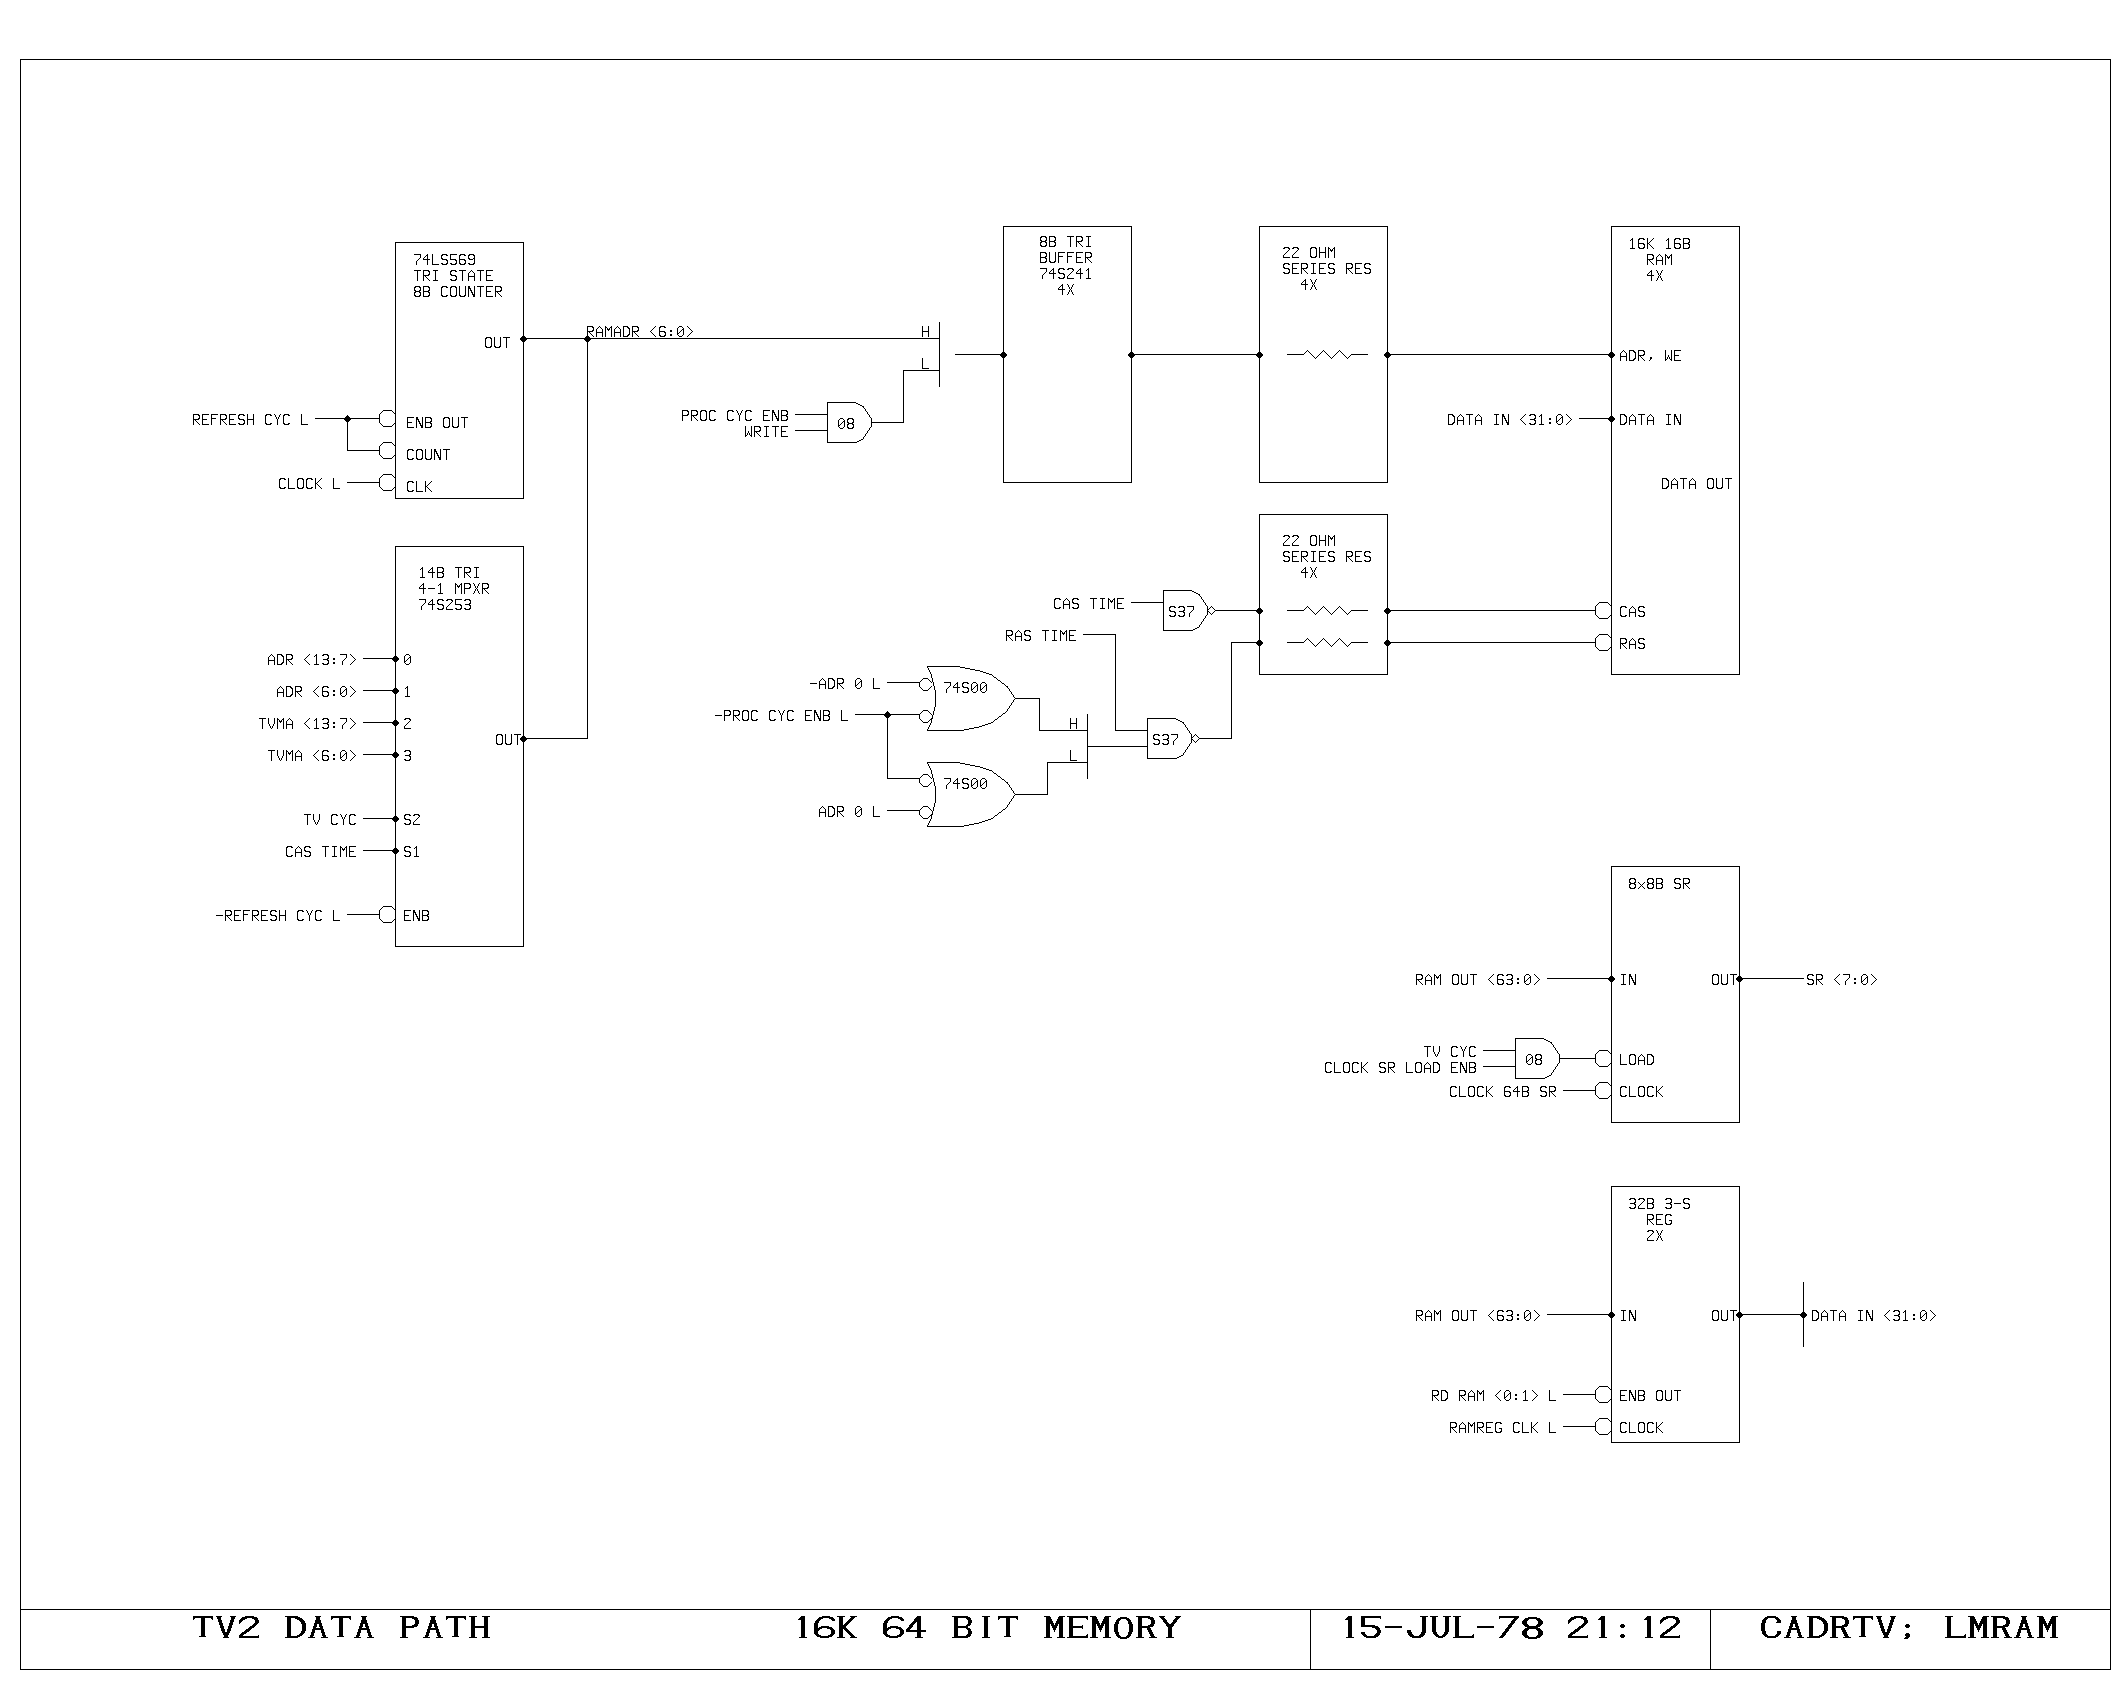 74LS569
TRI STATE
8B COUNTER
OUT
REFRESH CYC L
ENB OUT
COUNT
CLOCK L
CLK
RAMADR <6:0>
H
L
PROC CYC ENB
WRITE
08
8B TRI
BUFFER
74S241
4X
22 OHM
SERIES RES
4X
16K 16B
RAM
4X
ADR, WE
DATA IN <31:0>
DATA IN
DATA OUT
CAS
RAS
14B TRI
4-1 MPXR
74S253
ADR <13:7>
0
ADR <6:0>
1
TVMA <13:7>
2
TVMA <6:0>
3
OUT
TV CYC
S2
CAS TIME
S1
-REFRESH CYC L
ENB
22 OHM
SERIES RES
4X
CAS TIME
S37
RAS TIME
-ADR 0 L
74S00
-PROC CYC ENB L
H
L
S37
74S00
ADR 0 L
8x8B SR
RAM OUT <63:0>
IN
OUT
SR <7:0>
TV CYC
CLOCK SR LOAD ENB
08
LOAD
CLOCK 64B SR
CLOCK
32B 3-S
REG
2X
RAM OUT <63:0>
IN
OUT
DATA IN <31:0>
RD RAM <0:1> L
ENB OUT
RAMREG CLK L
CLOCK
TV2 DATA PATH
16K 64 BIT MEMORY
15-JUL-78 21:12
CADRTV; LMRAM